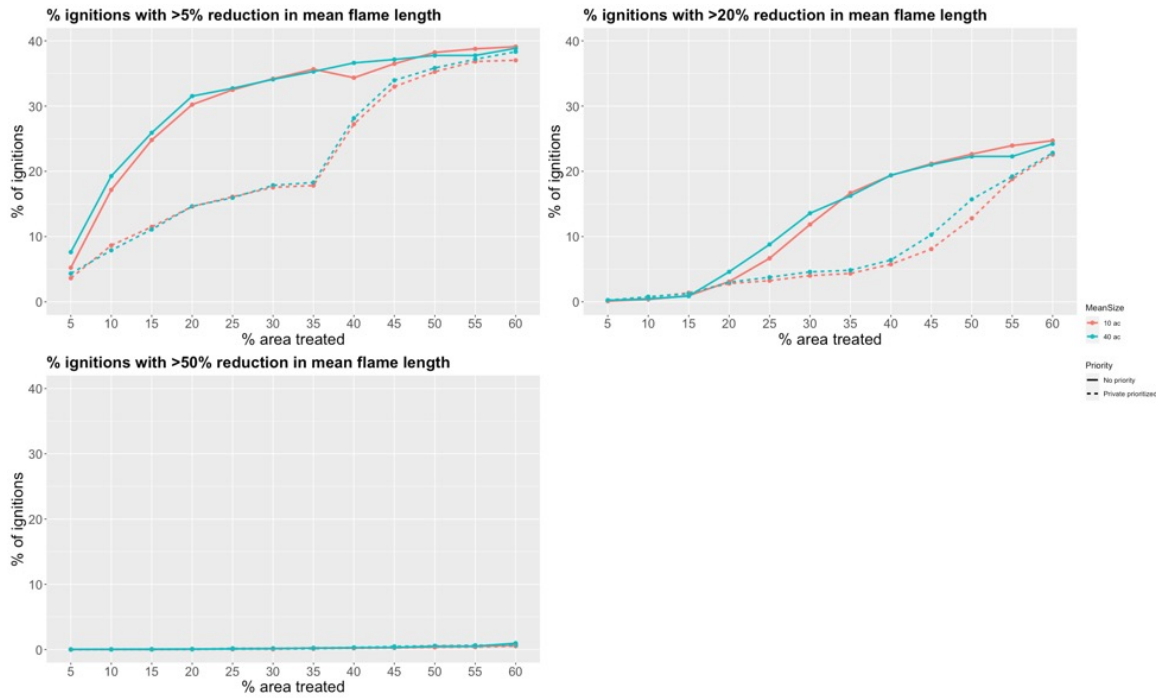 % ignitions with >5% reduction in mean flame length
% of ignitions
40
30
20
10
0
5 10 15 20 25 30 35 40 45 50 55 60
% area treated
% ignitions with >20% reduction in mean flame length
% of ignitions
40
30
20
10
0
5 10 15 20 25 30 35 40 45 50 55 60
% area treated
MeanSize
10 ac
40 ac
Priority
No priority
Private prioritized
% ignitions with >50% reduction in mean flame length
% of ignitions
40
30
20
10
0
5 10 15 20 25 30 35 40 45 50 55 60
% area treated